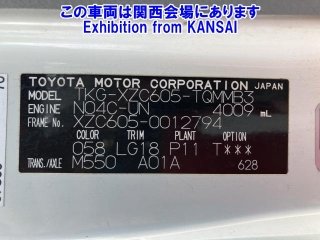 この車両は関西会場にあります
Exhibition from KANSAI
TOYOTA MOTOR CORPORATION JAPAN
MODEL TKG-XZC605-TQMMB3
ENGINE N04C-UN 4009 mL
FRAME No. XZC605-0012794
COLOR TRIM PLANT OPTION
058 LG18 P11 T***
TRANS./AXLE M550 A01A 628